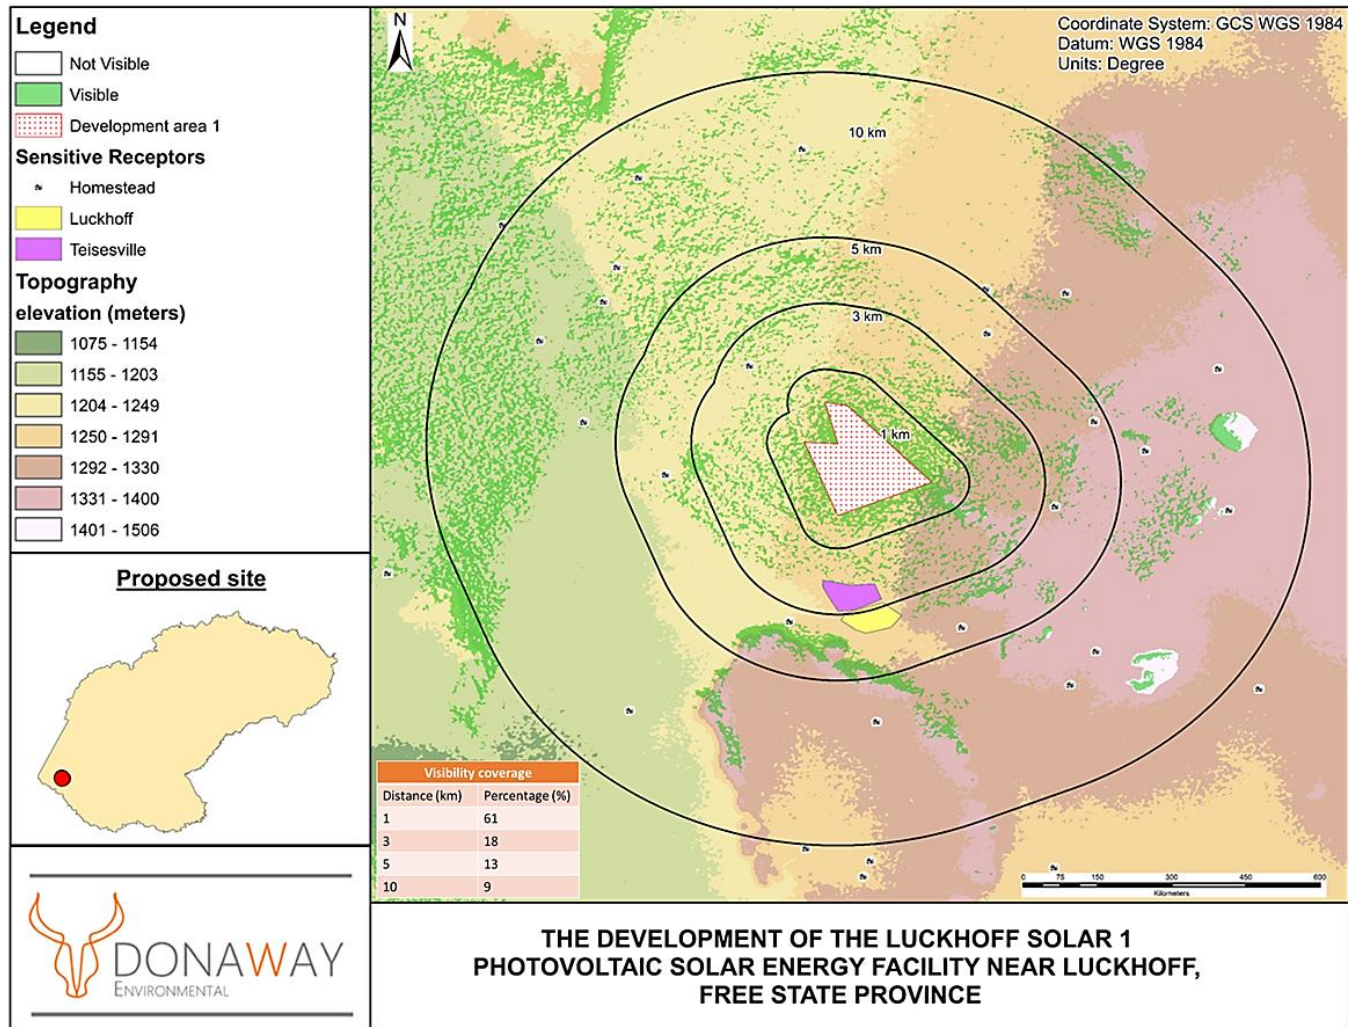 Legend
Not Visible
Visible
Development area 1
Sensitive Receptors
Homestead
Luckhoff
Teisesville
Topography
elevation (meters)
1075 - 1154
1155 - 1203
1204 - 1249
1250 - 1291
1292 - 1330
1331 - 1400
1401 - 1506
Proposed site
DONAWAY
ENVIRONMENTAL
N
Coordinate System: GCS WGS 1984
Datum: WGS 1984
Units: Degree
10 km
5 km
3 km
1 km
Visibility coverage
Distance (km) Percentage (%)
1 61
3 18
5 13
10 9
0 75 150 300 450 600
Kilometers
THE DEVELOPMENT OF THE LUCKHOFF SOLAR 1
PHOTOVOLTAIC SOLAR ENERGY FACILITY NEAR LUCKHOFF,
FREE STATE PROVINCE